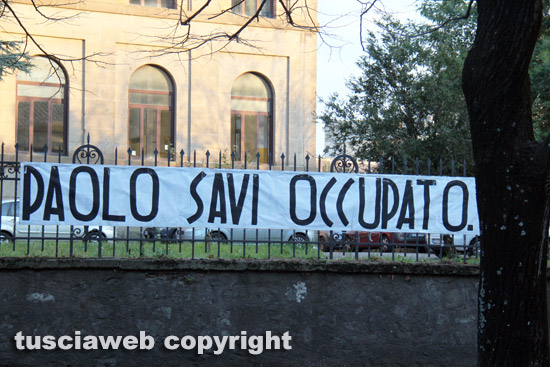 PAOLO SAVI OCCUPATO.
tusciaweb copyright